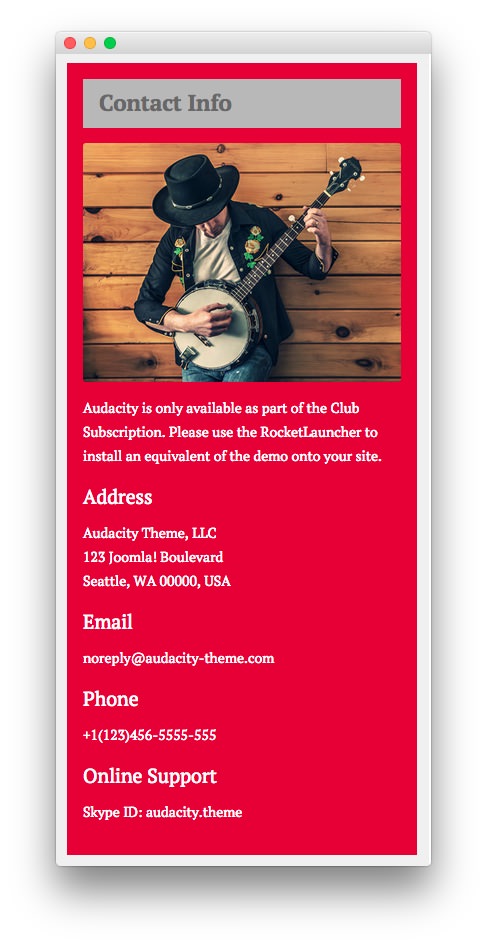 Contact Info
Audacity is only available as part of the Club
Subscription. Please use the RocketLauncher to
install an equivalent of the demo onto your site.
Address
Audacity Theme, LLC
123 Joomla! Boulevard
Seattle, WA 00000, USA
Email
noreply@audacity-theme.com
Phone
+1(123)456-5555-555
Online Support
Skype ID: audacity.theme